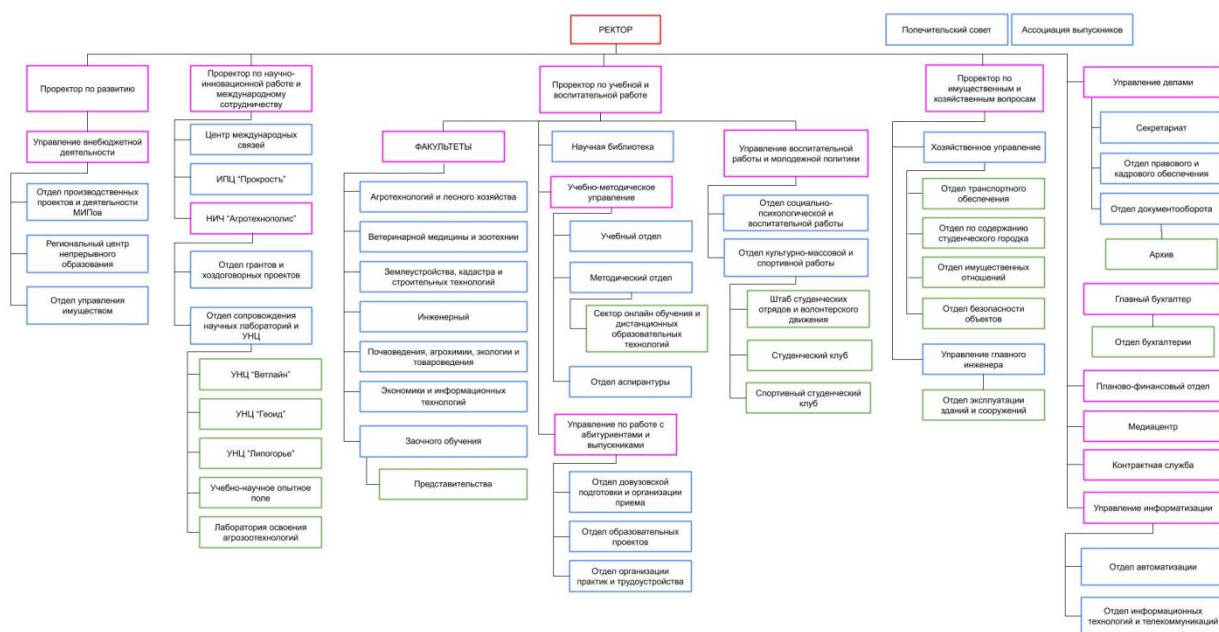 РЕКТОР
Попечительский совет
Ассоциация выпускников
Проректор по развитию
Управление внебюджетной
деятельности
Отдел производственных
проектов и деятельности
МИПов
Региональный центр
непрерывного
образования
Отдел управления
имуществом
Проректор по научно-
инновационной работе и
международному
сотрудничеству
Центр международных
связей
ИПЦ "Прокростъ"
НИЧ "Агротехнополис"
Отдел грантов и
хоздоговорных проектов
Отдел сопровождения
научных лабораторий и
УНЦ
УНЦ "Ветлайн"
УНЦ "Геоид"
УНЦ "Липогорье"
Учебно-научное опытное
поле
Лаборатория освоения
агрозоотехнологий
Проректор по учебной и
воспитательной работе
ФАКУЛЬТЕТЫ
Агротехнологий и лесного хозяйства
Ветеринарной медицины и зоотехнии
Землеустройства, кадастра и
строительных технологий
Инженерный
Почвоведения, агрохимии, экологии и
товароведения
Экономики и информационных
технологий
Заочного обучения
Представительства
Научная библиотека
Учебно-методическое
управление
Учебный отдел
Методический отдел
Сектор онлайн обучения и
дистанционных
образовательных
технологий
Отдел аспирантуры
Управление по работе с
абитуриентами и
выпускниками
Отдел довузовской
подготовки и организации
приема
Отдел образовательных
проектов
Отдел организации
практик и трудоустройства
Управление воспитательной
работы и молодежной политики
Отдел социально-
психологической и
воспитательной работы
Отдел культурно-массовой и
спортивной работы
Штаб студенческих
отрядов и волонтерского
движения
Студенческий клуб
Спортивный студенческий
клуб
Проректор по
имущественным и
хозяйственным вопросам
Хозяйственное управление
Отдел транспортного
обеспечения
Отдел по содержанию
студенческого городка
Отдел имущественных
отношений
Отдел безопасности
объектов
Управление главного
инженера
Отдел эксплуатации
зданий и сооружений
Управление делами
Секретариат
Отдел правового и
кадрового обеспечения
Отдел документооборота
Архив
Главный бухгалтер
Отдел бухгалтерии
Планово-финансовый отдел
Медиацентр
Контрактная служба
Управление информатизации
Отдел автоматизации
Отдел информационных
технологий и телекоммуникаций